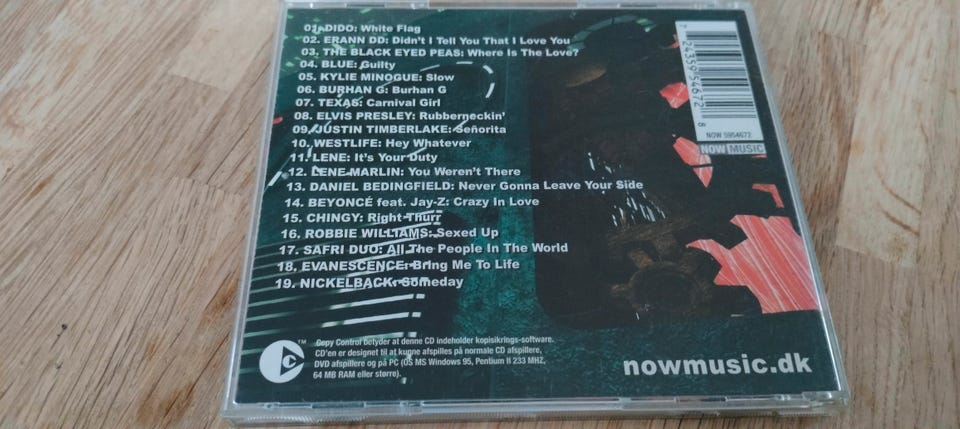 01. DIDO: White Flag
02. ERANN DD: Didn't I Tell You That I Love You
03. THE BLACK EYED PEAS: Where Is The Love?
04. BLUE: Guilty
05. KYLIE MINOGUE: Slow
06. BURHAN G: Burhan G
07. TEXAS: Carnival Girl
08. ELVIS PRESLEY: Rubberneckin'
09. JUSTIN TIMBERLAKE: Señorita
10. WESTLIFE: Hey Whatever
11. LENE: It's Your Duty
12. LENE MARLIN: You Weren't There
13. DANIEL BEDINGFIELD: Never Gonna Leave Your Side
14. BEYONCÉ feat. Jay-Z: Crazy In Love
15. CHINGY: Right Thurr
16. ROBBIE WILLIAMS: Sexed Up
17. SAFRI DUO: All The People In The World
18. EVANESCENCE: Bring Me To Life
19. NICKELBACK: Someday
7 24359 54672 8
NOW 5954672
NOW MUSIC
C
TM
Copy Control betyder at denne CD indeholder kopisikrings-software.
CD'en er designet til at kunne afspilles på normale CD afspillere,
DVD afspillere og på PC (OS MS Windows 95, Pentium II 233 MHZ,
64 MB RAM eller større).
nowmusic.dk